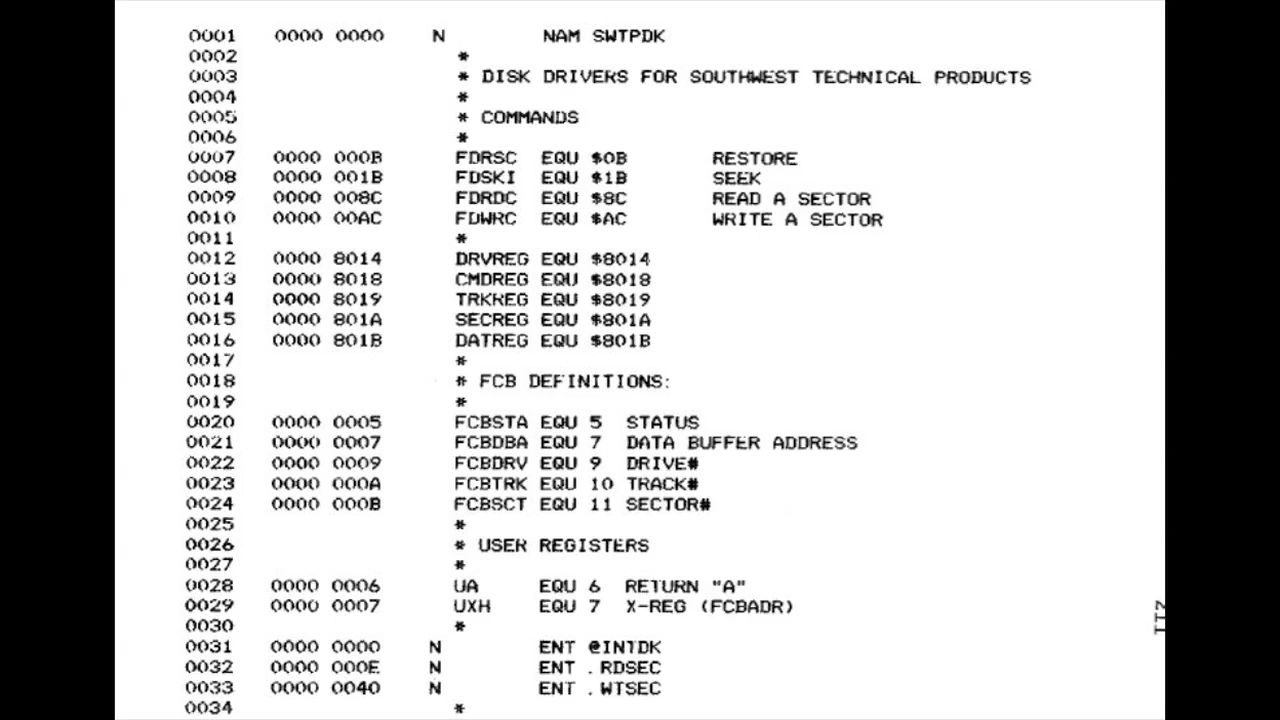 0001 0000 0000 N NAM SWTPDK
0002 *
0003 * DISK DRIVERS FOR SOUTHWEST TECHNICAL PRODUCTS
0004 *
0005 * COMMANDS
0006 *
0007 0000 000B FDRSC EQU $0B RESTORE
0008 0000 001B FDSKI EQU $1B SEEK
0009 0000 008C FDRDC EQU $8C READ A SECTOR
0010 0000 00AC FDWRC EQU $AC WRITE A SECTOR
0011 *
0012 0000 8014 DRVREG EQU $8014
0013 0000 8018 CMDREG EQU $8018
0014 0000 8019 TRKREG EQU $8019
0015 0000 801A SECREG EQU $801A
0016 0000 801B DATREG EQU $801B
0017 *
0018 * FCB DEFINITIONS:
0019 *
0020 0000 0005 FCBSTA EQU 5 STATUS
0021 0000 0007 FCBDBA EQU 7 DATA BUFFER ADDRESS
0022 0000 0009 FCBDRV EQU 9 DRIVE#
0023 0000 000A FCBTRK EQU 10 TRACK#
0024 0000 000B FCBSCT EQU 11 SECTOR#
0025 *
0026 * USER REGISTERS
0027 *
0028 0000 0006 UA EQU 6 RETURN "A"
0029 0000 0007 UXH EQU 7 X-REG (FCBADR)
0030 *
0031 0000 0000 N ENT @INTDK
0032 0000 000E N ENT .RDSEC
0033 0000 0040 N ENT .WTSEC
0034 *